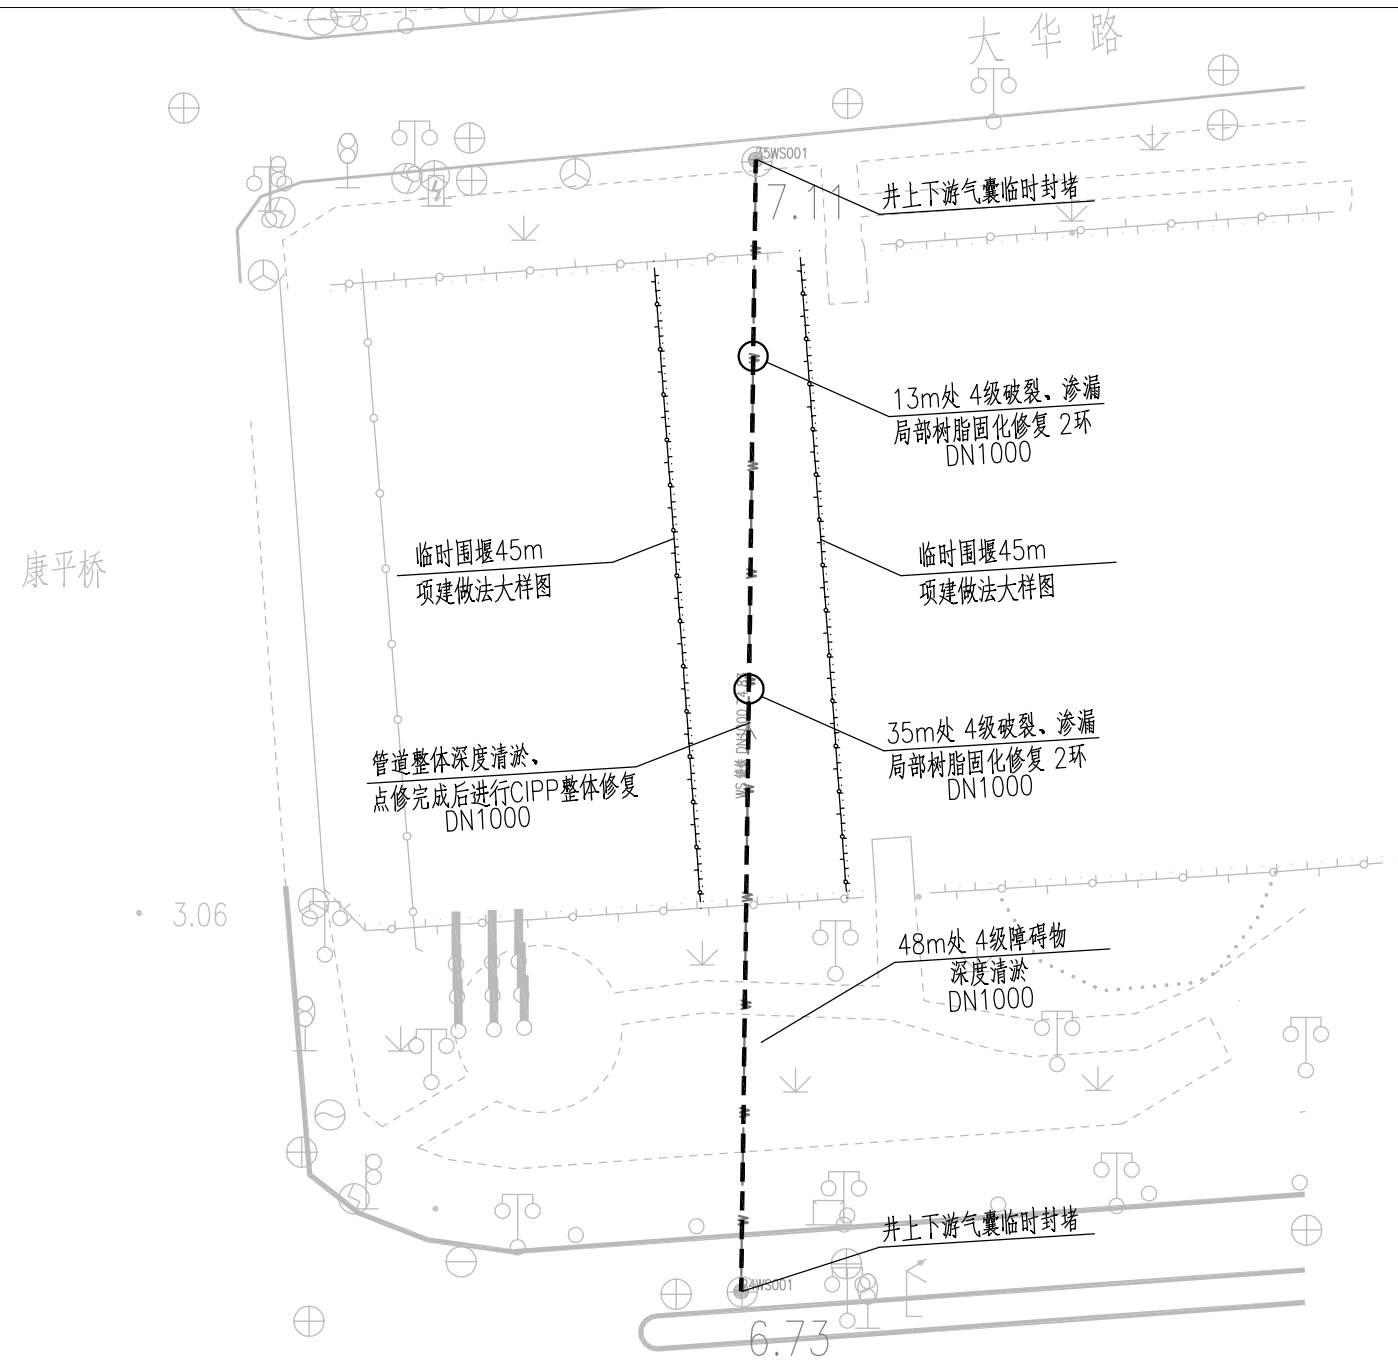 大华路
35WS001
7.11
井上下游气囊临时封堵
13m处 4级破裂、渗漏
局部树脂固化修复 2环
DN1000
临时围堰45m
项建做法大样图
临时围堰45m
项建做法大样图
康平桥
35m处 4级破裂、渗漏
局部树脂固化修复 2环
DN1000
管道整体深度清淤、
点修完成后进行CIPP整体修复
DN1000
3.06
48m处 4级障碍物
深度清淤
DN1000
井上下游气囊临时封堵
6.73